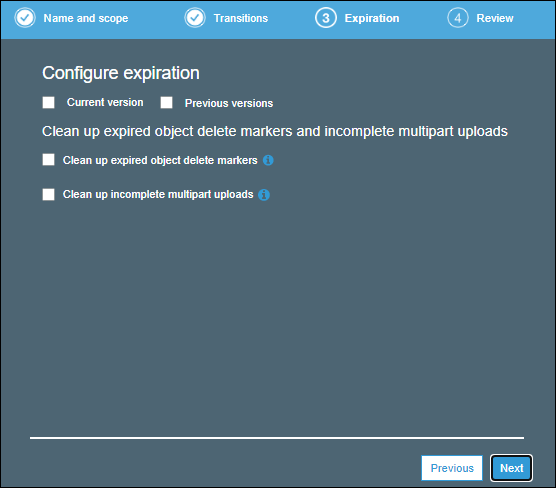 Name and scope
Transitions
3 Expiration
4 Review
Configure expiration
Current version Previous versions
Clean up expired object delete markers and incomplete multipart uploads
Clean up expired object delete markers i
Clean up incomplete multipart uploads i
Previous Next